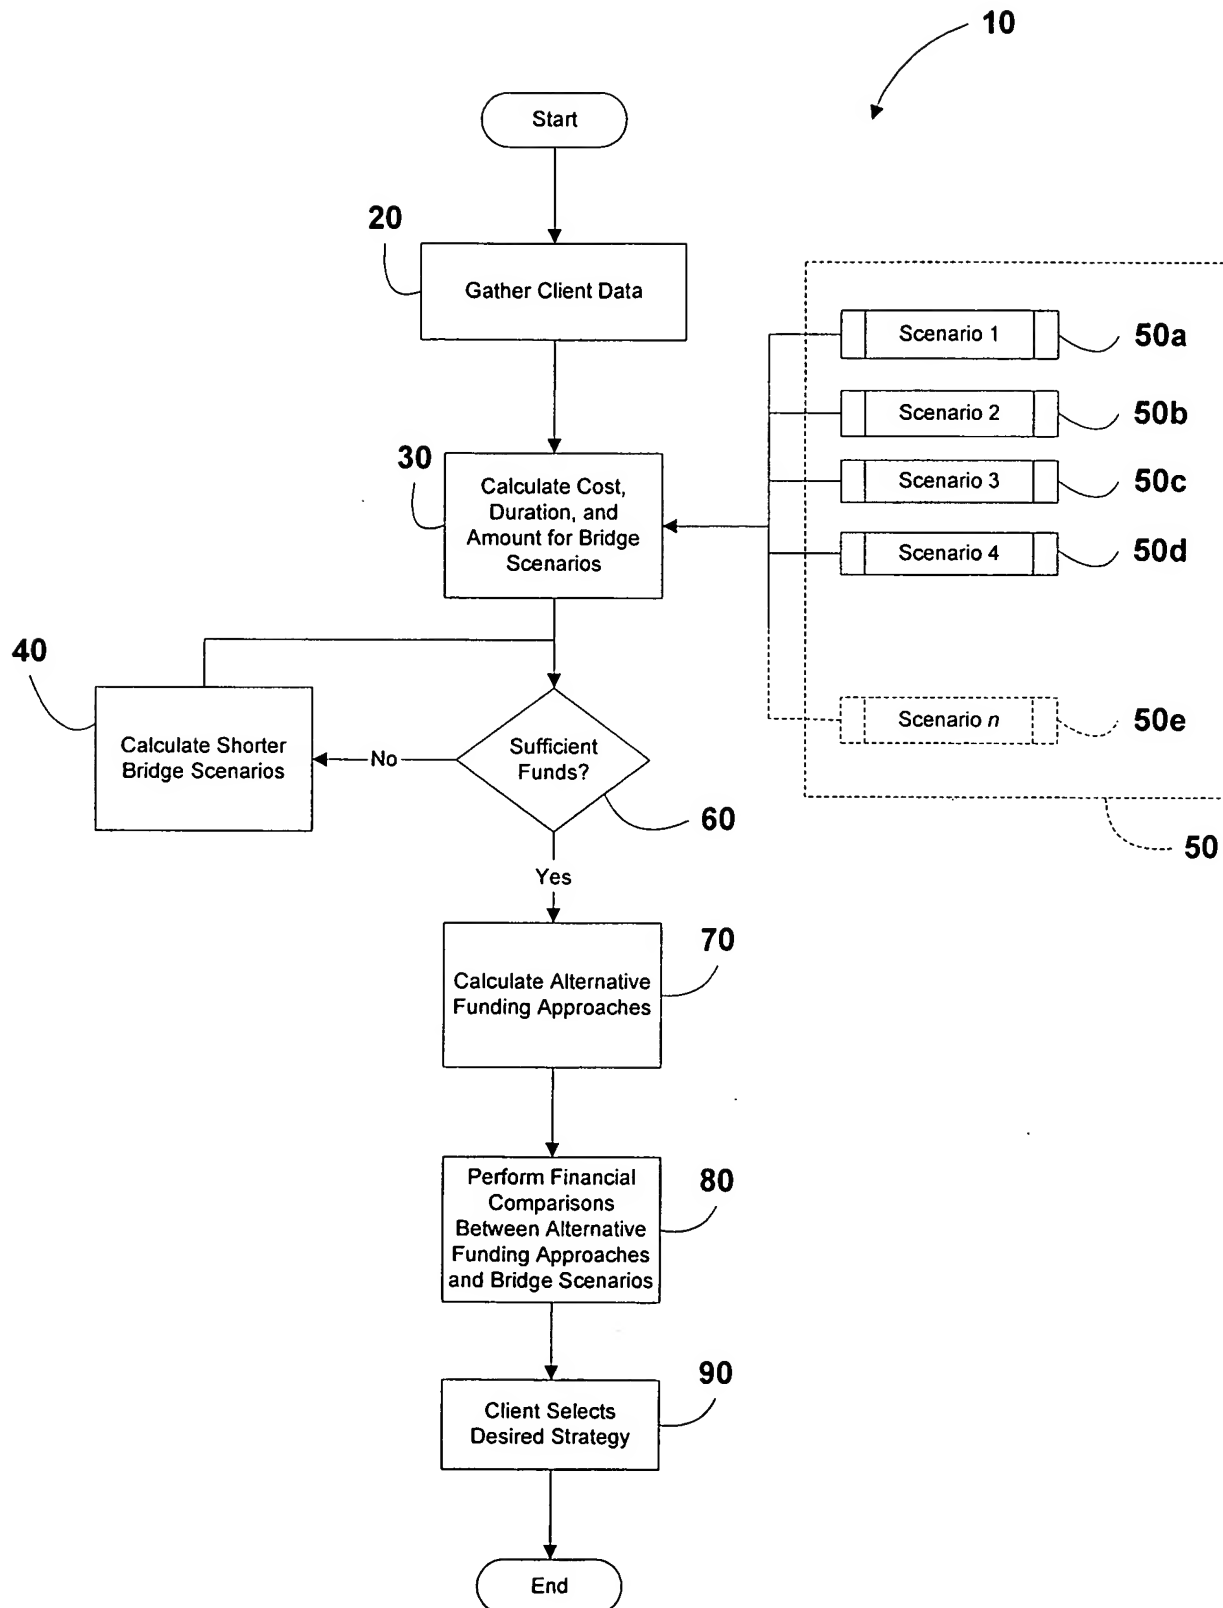 10
Start
20
Gather Client Data
Scenario 1
50a
Scenario 2
50b
30
Calculate Cost,
Duration, and
Amount for Bridge
Scenarios
Scenario 3
50c
Scenario 4
50d
40
Calculate Shorter
Bridge Scenarios
No
Sufficient
Funds?
60
Scenario n
50e
50
Yes
70
Calculate Alternative
Funding Approaches
Perform Financial
Comparisons
Between Alternative
Funding Approaches
and Bridge Scenarios
80
90
Client Selects
Desired Strategy
End